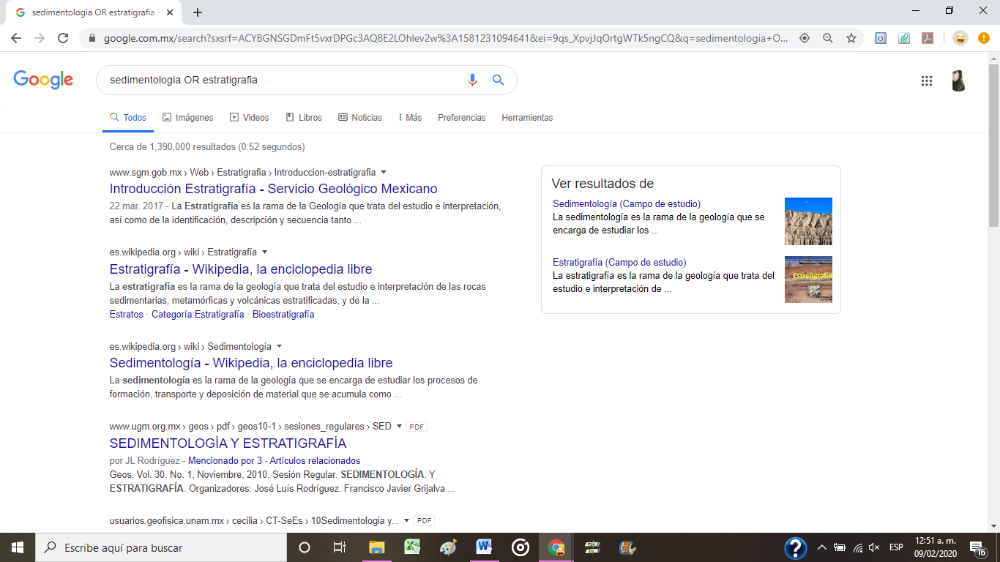 sedimentologia OR estratigrafia
google.com.mx/search?sxsrf=ACYBGNSGDmFt5vxrDPGc3AQ8E2LOhIev2w%3A1581231094641&ei=9qs_XpvjJqOrtgWTk5ngCQ&q=sedimentologia+O...
Google
sedimentologia OR estratigrafia
Todos
Imágenes
Videos
Libros
Noticias
Más
Preferencias
Herramientas
Cerca de 1,390,000 resultados (0.52 segundos)
www.sgm.gob.mx › Web › Estratigrafia › Introduccion-estratigrafia
Introducción Estratigrafía - Servicio Geológico Mexicano
22 mar. 2017 - La Estratigrafía es la rama de la Geología que trata del estudio e interpretación,
así como de la identificación, descripción y secuencia tanto ...
es.wikipedia.org › wiki › Estratigrafía
Estratigrafía - Wikipedia, la enciclopedia libre
La estratigrafía es la rama de la geología que trata del estudio e interpretación de las rocas
sedimentarias, metamórficas y volcánicas estratificadas, y de la ...
Estratos · Categoría:Estratigrafía · Bioestratigrafía
es.wikipedia.org › wiki › Sedimentología
Sedimentología - Wikipedia, la enciclopedia libre
La sedimentología es la rama de la geología que se encarga de estudiar los procesos de
formación, transporte y deposición de material que se acumula como ...
www.ugm.org.mx › geos › pdf › geos10-1 › sesiones_regulares › SED
PDF
SEDIMENTOLOGÍA Y ESTRATIGRAFÍA
por JL Rodríguez - Mencionado por 3 - Artículos relacionados
Geos, Vol. 30, No. 1, Noviembre, 2010. Sesión Regular. SEDIMENTOLOGÍA. Y
ESTRATIGRAFÍA. Organizadores: José Luís Rodríguez. Francisco Javier Grijalva ...
usuarios.geofisica.unam.mx › cecilia › CT-SeEs › 10Sedimentologia y...
PDF
Ver resultados de
Sedimentología (Campo de estudio)
La sedimentología es la rama de la geología que se
encarga de estudiar los ...
Estratigrafía (Campo de estudio)
La estratigrafía es la rama de la geología que trata del
estudio e interpretación de ...
Estratigrafía
Escribe aquí para buscar
ESP
12:51 a. m.
09/02/2020
16